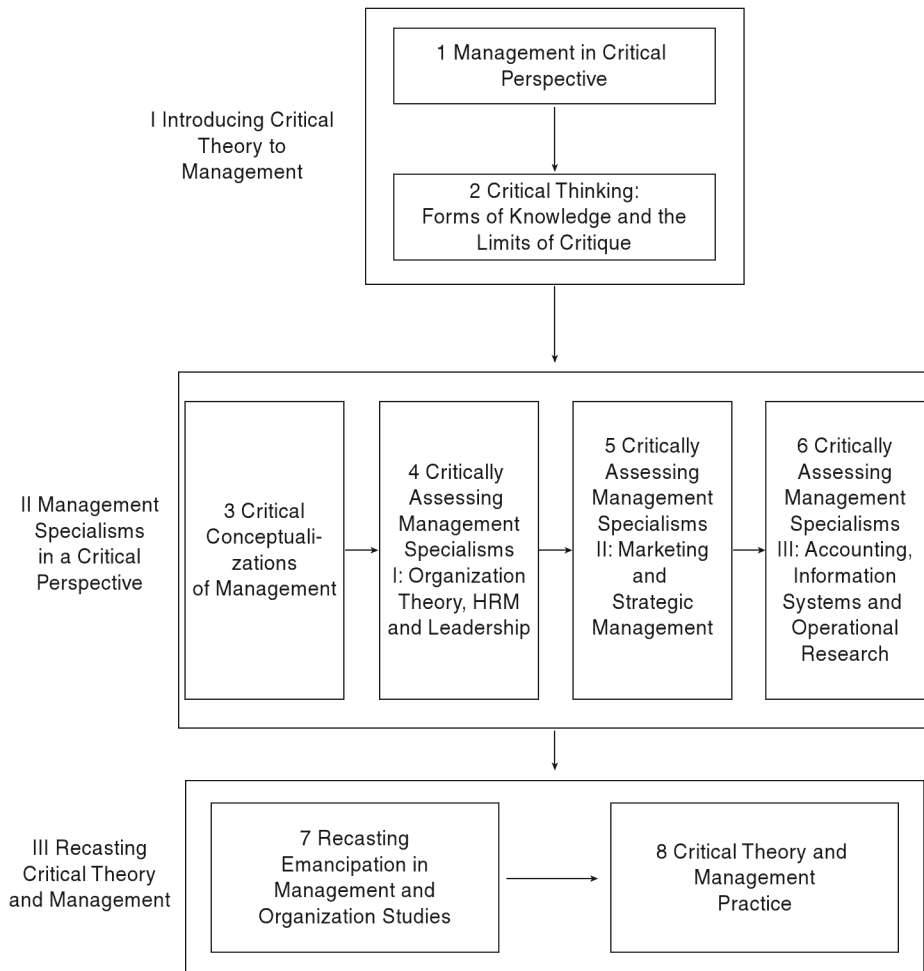 1 Management in Critical
Perspective
I Introducing Critical
Theory to
Management
2 Critical Thinking:
Forms of Knowledge and the
Limits of Critique
II Management
Specialisms
in a Critical
Perspective
3 Critical
Conceptuali-
zations
of Management
4 Critically
Assessing
Management
Specialisms
I: Organization
Theory, HRM
and Leadership
5 Critically
Assessing
Management
Specialisms
II: Marketing
and
Strategic
Management
6 Critically
Assessing
Management
Specialisms
III: Accounting,
Information
Systems and
Operational
Research
III Recasting
Critical Theory
and Management
7 Recasting
Emancipation in
Management and
Organization Studies
8 Critical Theory and
Management
Practice